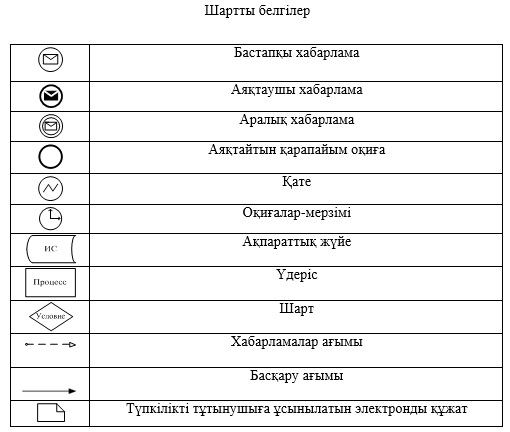 Шартты белгілер
Бастапқы хабарлама
Аяқтаушы хабарлама
Аралық хабарлама
Аяқтайтын қарапайым оқиға
Қате
Оқиғалар-мерзімі
ИС
Ақпараттық жүйе
Процесс
Үдеріс
Условие
Шарт
Хабарламалар ағымы
Басқару ағымы
Түпкілікті тұтынушыға ұсынылатын электронды құжат